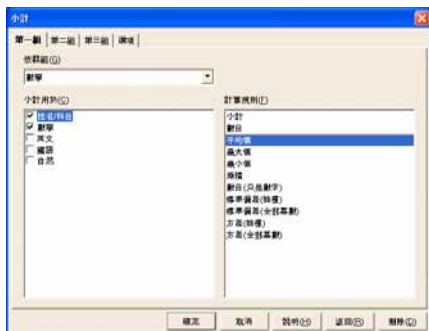 小計
第一組 第二組 第三組 選項
依群組(G)
數學
小計用於(C)
姓名/科目
數學
英文
國語
自然
計算規則(F)
小計
數目
平均值
最大值
最小值
乘積
數目(只是數字)
標準偏差(抽樣)
標準偏差(全部基數)
方差(抽樣)
方差(全部基數)
確定 取消 說明(H) 返回(R) 刪除(D)